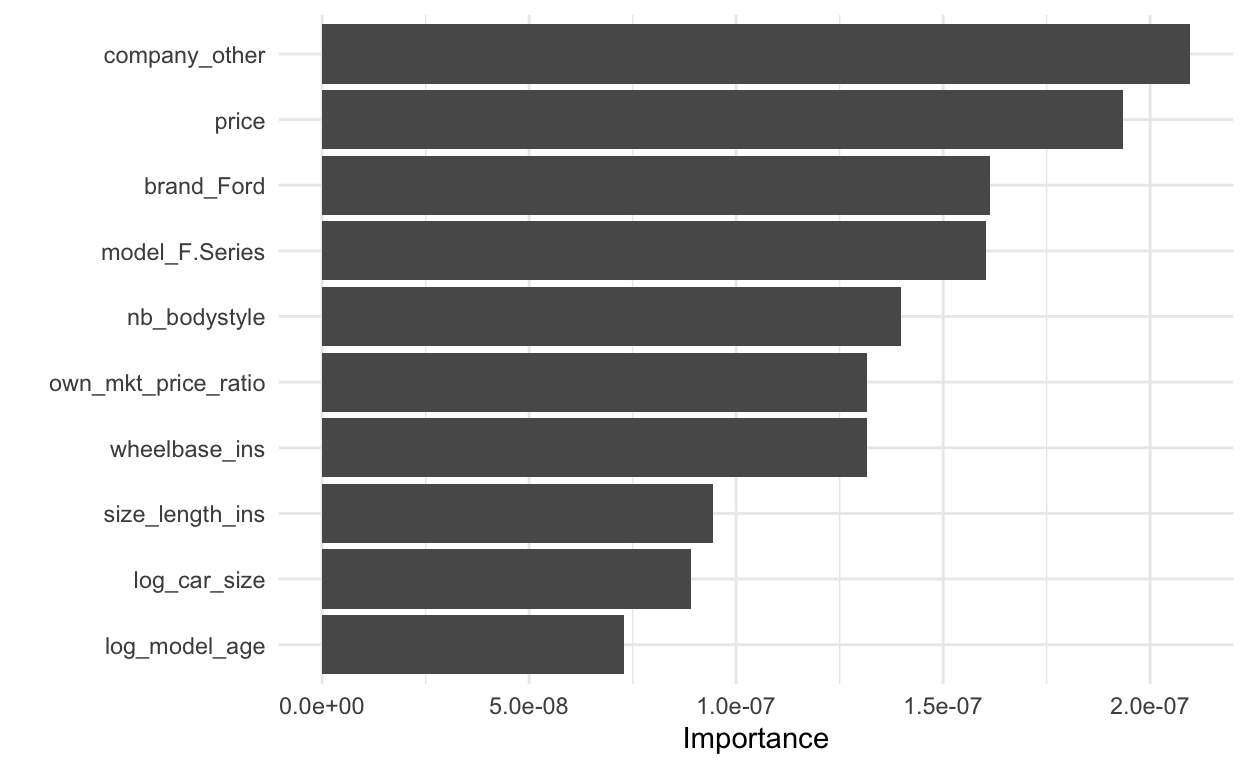 company_other
price
brand_Ford
model_F.Series
nb_bodystyle
own_mkt_price_ratio
wheelbase_ins
size_length_ins
log_car_size
log_model_age
0.0e+00 5.0e-08 1.0e-07 1.5e-07 2.0e-07
Importance